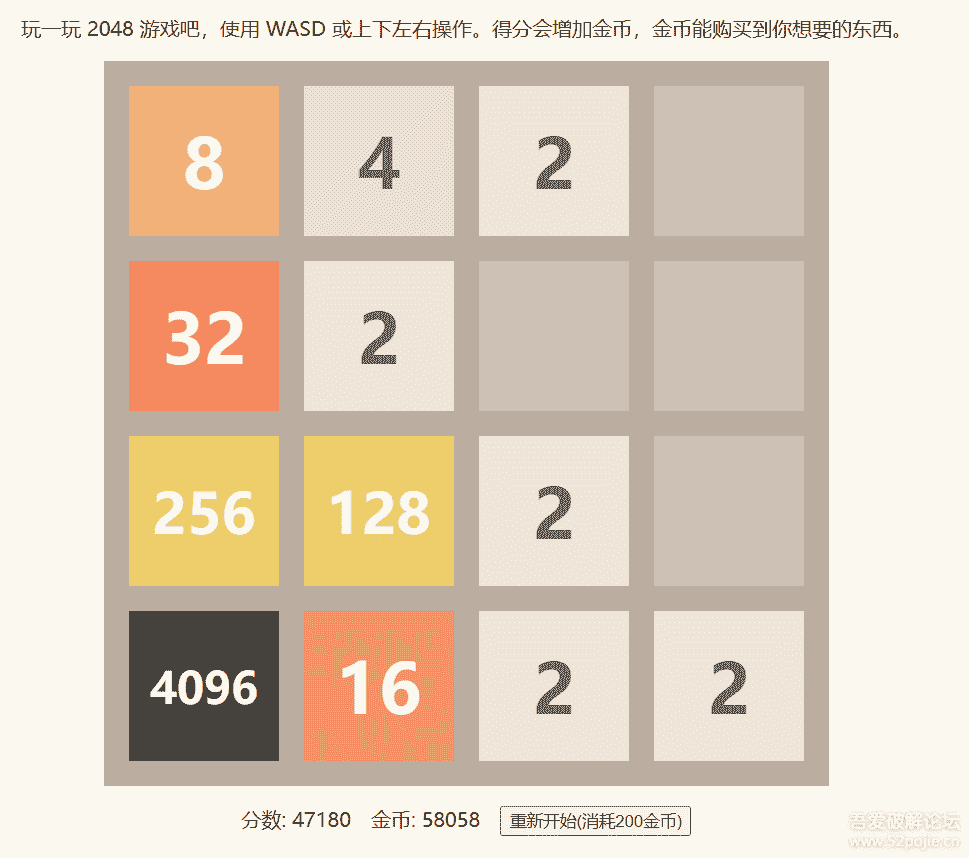 玩一玩 2048 游戏吧，使用 WASD 或上下左右操作。得分会增加金币，金币能购买到你想要的东西。
8 4 2
32 2
256 128 2
4096 16 2 2
分数: 47180 金币: 58058 重新开始(消耗200金币)
吾爱破解论坛
www.52pojie.cn